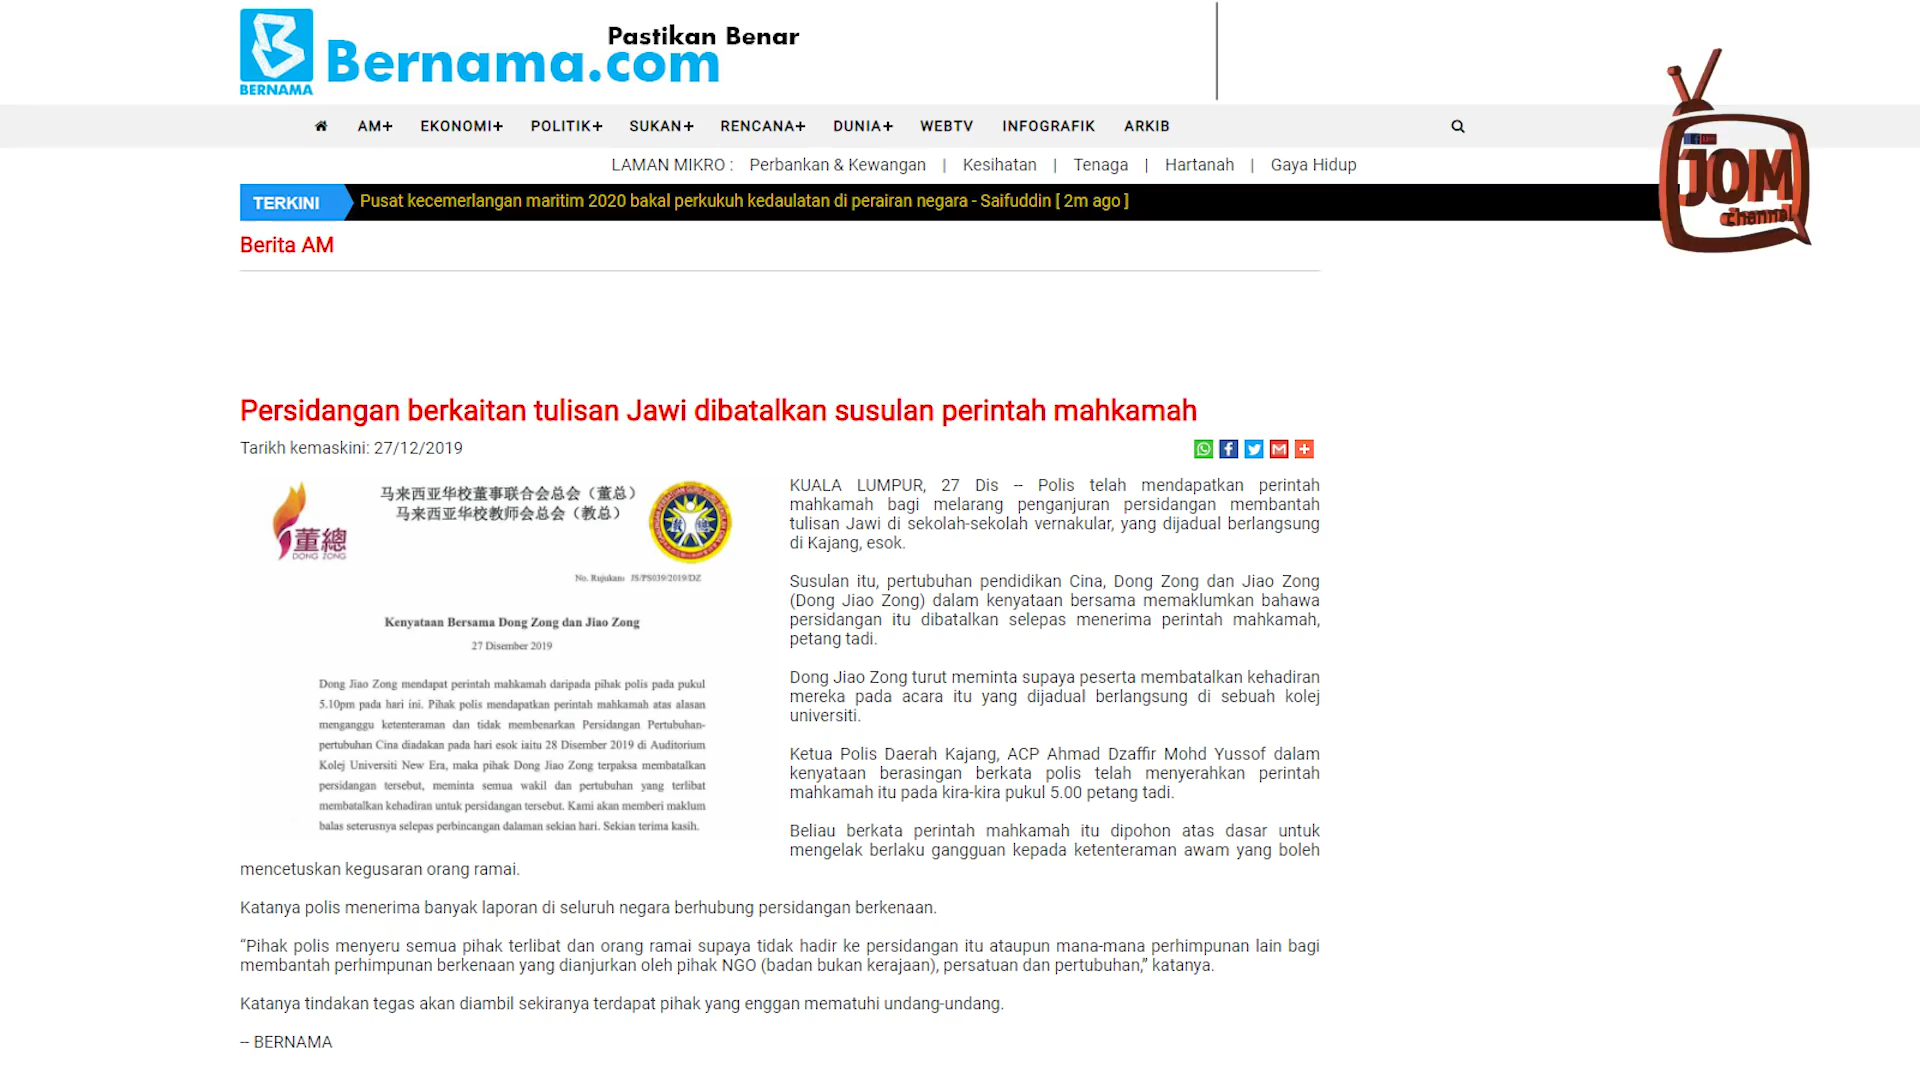 Pastikan Benar
Bernama.com
BERNAMA
AM+ EKONOMI+ POLITIK+ SUKAN+ RENCANA+ DUNIA+ WEBTV INFOGRAFIK ARKIB
LAMAN MIKRO : Perbankan & Kewangan | Kesihatan | Tenaga | Hartanah | Gaya Hidup
TERKINI Pusat kecemerlangan maritim 2020 bakal perkukuh kedaulatan di perairan negara - Saifuddin [ 2m ago ]
JOM
channel
Berita AM
Persidangan berkaitan tulisan Jawi dibatalkan susulan perintah mahkamah
Tarikh kemaskini: 27/12/2019
马来西亚华校董事联合会总会（董总）
马来西亚华校教师会总会（教总）
董總
DONG ZONG
No. Rujukan: JS/PS039/2019/DZ
Kenyataan Bersama Dong Zong dan Jiao Zong
27 Disember 2019
Dong Jiao Zong mendapat perintah mahkamah daripada pihak polis pada pukul
5.10pm pada hari ini. Pihak polis mendapatkan perintah mahkamah atas alasan
menganggu ketenteraman dan tidak membenarkan Persidangan Pertubuhan-
pertubuhan Cina diadakan pada hari esok iaitu 28 Disember 2019 di Auditorium
Kolej Universiti New Era, maka pihak Dong Jiao Zong terpaksa membatalkan
persidangan tersebut, meminta semua wakil dan pertubuhan yang terlibat
membatalkan kehadiran untuk persidangan tersebut. Kami akan memberi maklum
balas seterusnya selepas perbincangan dalaman sekian hari. Sekian terima kasih.
KUALA LUMPUR, 27 Dis -- Polis telah mendapatkan perintah
mahkamah bagi melarang penganjuran persidangan membantah
tulisan Jawi di sekolah-sekolah vernakular, yang dijadual berlangsung
di Kajang, esok.
Susulan itu, pertubuhan pendidikan Cina, Dong Zong dan Jiao Zong
(Dong Jiao Zong) dalam kenyataan bersama memaklumkan bahawa
persidangan itu dibatalkan selepas menerima perintah mahkamah,
petang tadi.
Dong Jiao Zong turut meminta supaya peserta membatalkan kehadiran
mereka pada acara itu yang dijadual berlangsung di sebuah kolej
universiti.
Ketua Polis Daerah Kajang, ACP Ahmad Dzaffir Mohd Yussof dalam
kenyataan berasingan berkata polis telah menyerahkan perintah
mahkamah itu pada kira-kira pukul 5.00 petang tadi.
Beliau berkata perintah mahkamah itu dipohon atas dasar untuk
mengelak berlaku gangguan kepada ketenteraman awam yang boleh
mencetuskan kegusaran orang ramai.
Katanya polis menerima banyak laporan di seluruh negara berhubung persidangan berkenaan.
“Pihak polis menyeru semua pihak terlibat dan orang ramai supaya tidak hadir ke persidangan itu ataupun mana-mana perhimpunan lain bagi
membantah perhimpunan berkenaan yang dianjurkan oleh pihak NGO (badan bukan kerajaan), persatuan dan pertubuhan,” katanya.
Katanya tindakan tegas akan diambil sekiranya terdapat pihak yang enggan mematuhi undang-undang.
-- BERNAMA